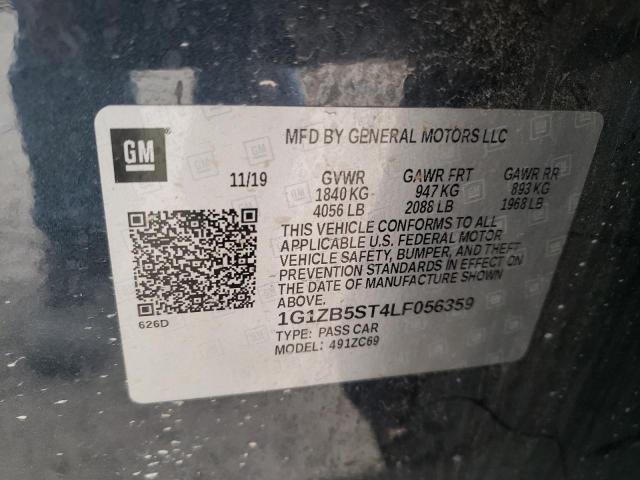 GM
MFD BY GENERAL MOTORS LLC
11/19 GVWR GAWR FRT GAWR RR
1840 KG 947 KG 893 KG
4056 LB 2088 LB 1968 LB
THIS VEHICLE CONFORMS TO ALL
APPLICABLE U.S. FEDERAL MOTOR
VEHICLE SAFETY, BUMPER, AND THEFT
PREVENTION STANDARDS IN EFFECT ON
THE DATE OF MANUFACTURE SHOWN
ABOVE.
626D
1G1ZB5ST4LF056359
TYPE: PASS CAR
MODEL: 491ZC69